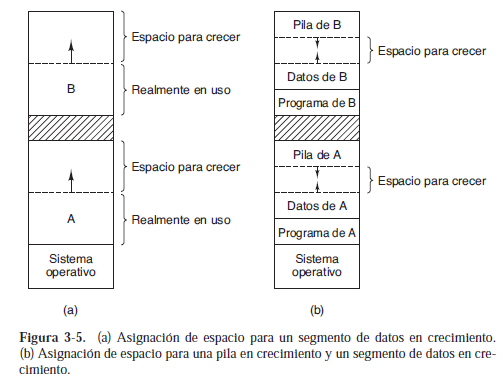 Espacio para crecer
B
Realmente en uso
Espacio para crecer
A
Realmente en uso
Sistema
operativo
(a)
Pila de B
Espacio para crecer
Datos de B
Programa de B
Pila de A
Espacio para crecer
Datos de A
Programa de A
Sistema
operativo
(b)
Figura 3-5. (a) Asignación de espacio para un segmento de datos en crecimiento.
(b) Asignación de espacio para una pila en crecimiento y un segmento de datos en cre-
cimiento.